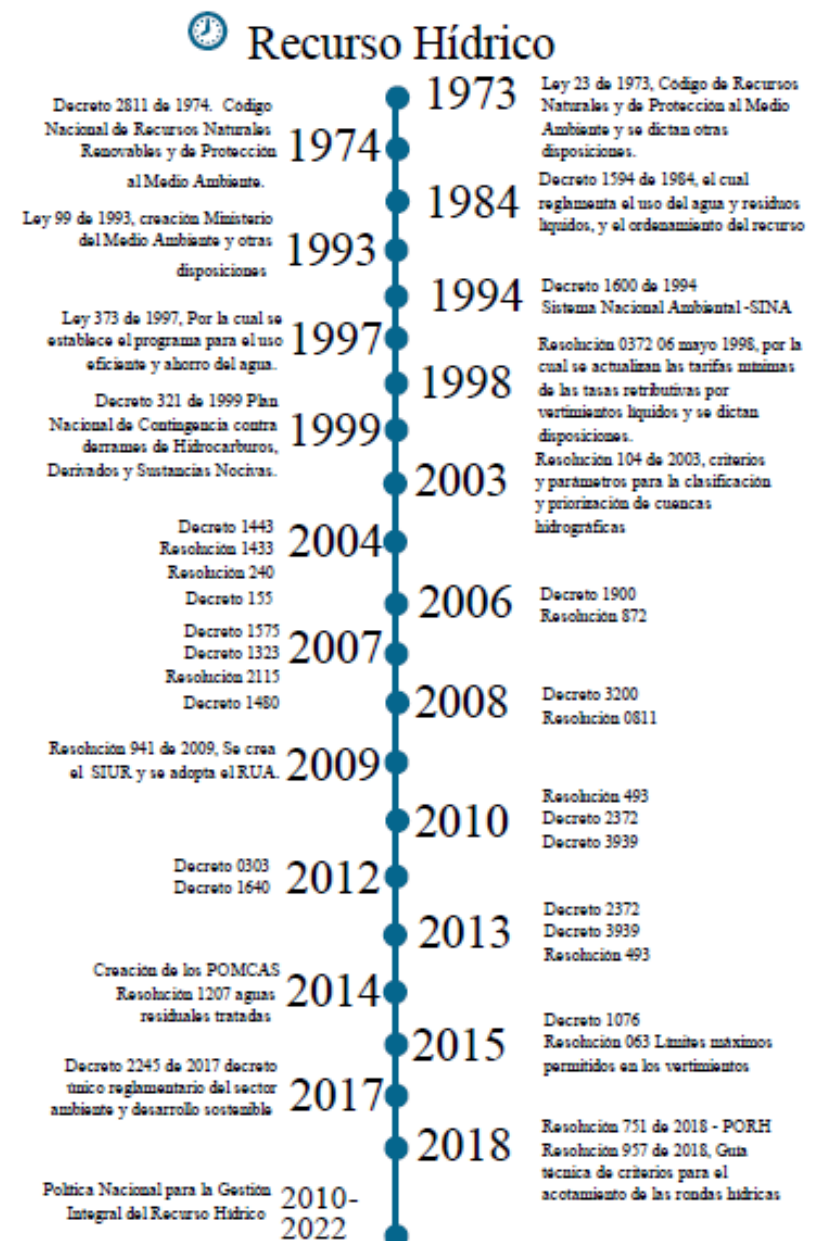 Recurso Hídrico
1973
Ley 23 de 1973, Código de Recursos
Naturales y de Protección al Medio
Ambiente y se dictan otras
disposiciones.
Decreto 2811 de 1974. Código
Nacional de Recursos Naturales
Renovables y de Protección
al Medio Ambiente.
1974
1984
Decreto 1594 de 1984, el cual
reglamenta el uso del agua y residuos
líquidos, y el ordenamiento del recurso
Ley 99 de 1993, creación Ministerio
del Medio Ambiente y otras
disposiciones
1993
1994
Decreto 1600 de 1994
Sistema Nacional Ambiental -SINA
Ley 373 de 1997, Por la cual se
establece el programa para el uso
eficiente y ahorro del agua.
1997
1998
Resolución 0372 06 mayo 1998, por la
cual se actualizan las tarifas mínimas
de las tasas retributivas por
vertimientos líquidos y se dictan
disposiciones.
Decreto 321 de 1999 Plan
Nacional de Contingencia contra
derrames de Hidrocarburos,
Derivados y Sustancias Nocivas.
1999
2003
Resolución 104 de 2003, criterios
y parámetros para la clasificación
y priorización de cuencas
hidrográficas
Decreto 1443
Resolución 1433
Resolución 240
Decreto 155
2004
2006
Decreto 1900
Resolución 872
Decreto 1575
Decreto 1323
Resolución 2115
Decreto 1480
2007
2008
Decreto 3200
Resolución 0811
Resolución 941 de 2009, Se crea
el SIUR y se adopta el RUA.
2009
2010
Resolución 493
Decreto 2372
Decreto 3939
Decreto 0303
Decreto 1640
2012
2013
Decreto 2372
Decreto 3939
Resolución 493
Creación de los POMCAS
Resolución 1207 aguas
residuales tratadas
2014
2015
Decreto 1076
Resolución 063 Límites máximos
permitidos en los vertimientos
Decreto 2245 de 2017 decreto
único reglamentario del sector
ambiente y desarrollo sostenible
2017
2018
Resolución 751 de 2018 - PORH
Resolución 957 de 2018, Guía
técnica de criterios para el
acotamiento de las rondas hídricas
Política Nacional para la Gestión
Integral del Recurso Hídrico
2010-
2022